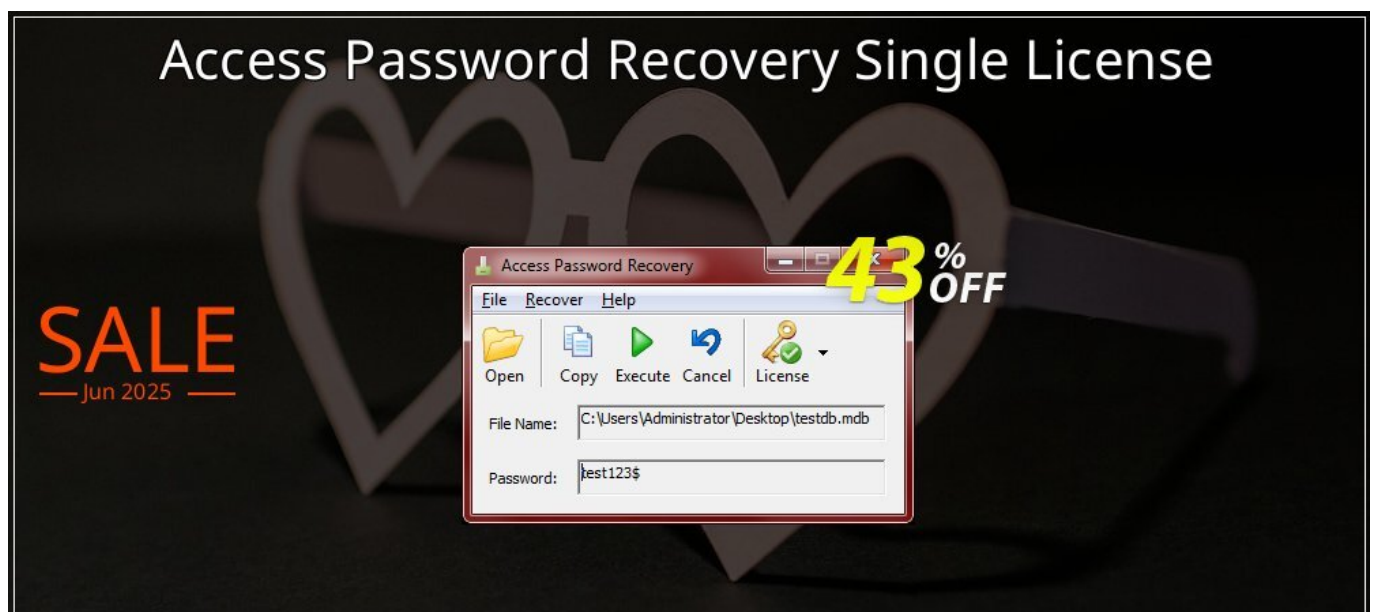 Access Password Recovery Single License
Access Password Recovery
43% OFF
File Recover Help
SALE
Jun 2025
Open Copy Execute Cancel License
File Name: C:\Users\Administrator\Desktop\testdb.mdb
Password: test123$